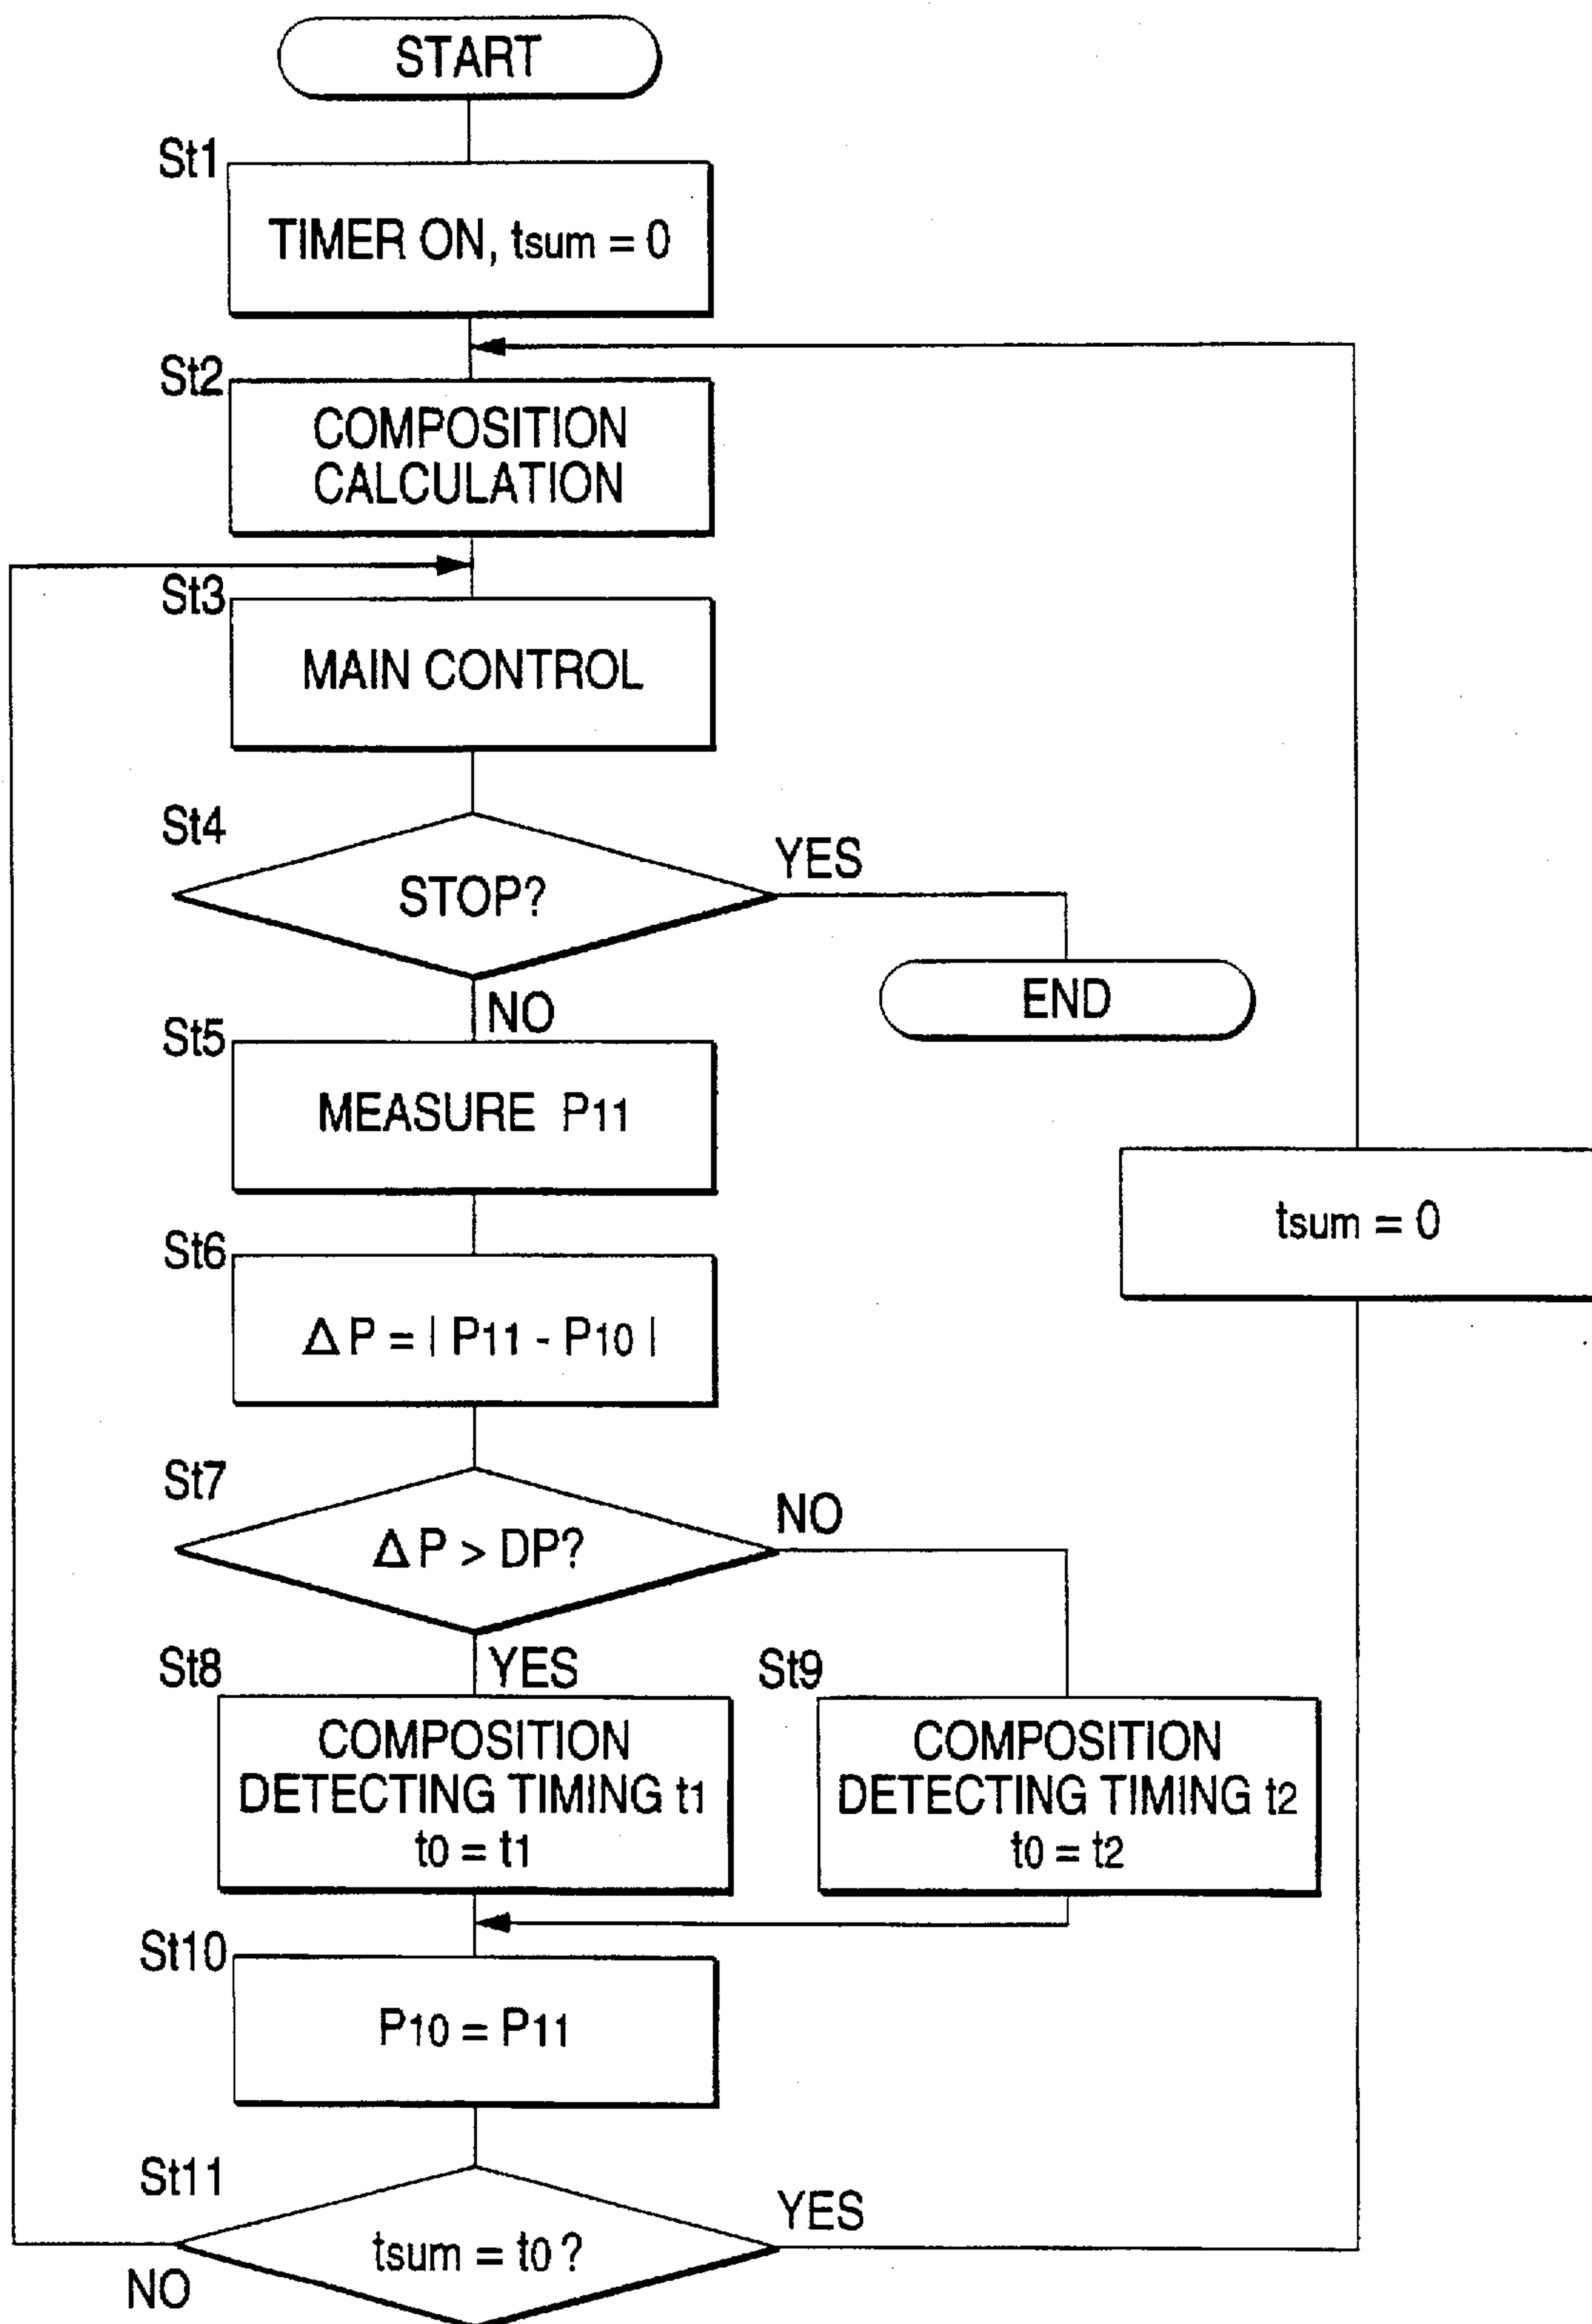 START
St1
TIMER ON, tsum = 0
St2
COMPOSITION
CALCULATION
St3
MAIN CONTROL
St4
STOP?
YES
END
NO
St5
MEASURE P11
tsum = 0
St6
Δ P = | P11 - P10 |
St7
Δ P > DP?
NO
YES
St8
COMPOSITION
DETECTING TIMING t1
t0 = t1
St9
COMPOSITION
DETECTING TIMING t2
t0 = t2
St10
P10 = P11
St11
tsum = t0 ?
YES
NO